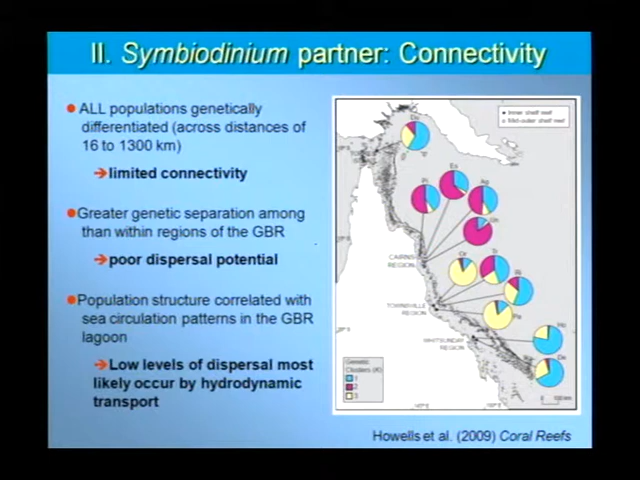 II. Symbiodinium partner: Connectivity
● ALL populations genetically
differentiated (across distances of
16 to 1300 km)
➔limited connectivity
●Greater genetic separation among
than within regions of the GBR
➔poor dispersal potential
●Population structure correlated with
sea circulation patterns in the GBR
lagoon
➔Low levels of dispersal most
likely occur by hydrodynamic
transport
Inner shelf reef
Mid-outer shelf reef
CAIRNS
REGION
TOWNSVILLE
REGION
WHITSUNDAY
REGION
Genetic
Clusters (K)
1
2
3
Howells et al. (2009) Coral Reefs